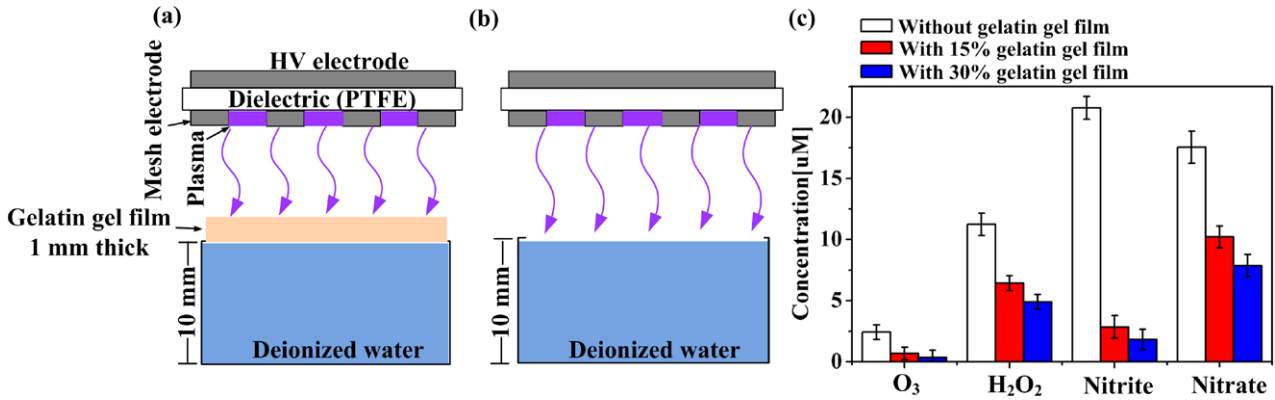 (a)
HV electrode
Dielectric (PTFE)
Mesh electrode
Plasma
Gelatin gel film
1 mm thick
10 mm
Deionized water
(b)
10 mm
Deionized water
(c)
Without gelatin gel film
With 15% gelatin gel film
With 30% gelatin gel film
Concentration[uM]
20
15
10
5
0
O₃
H₂O₂
Nitrite
Nitrate